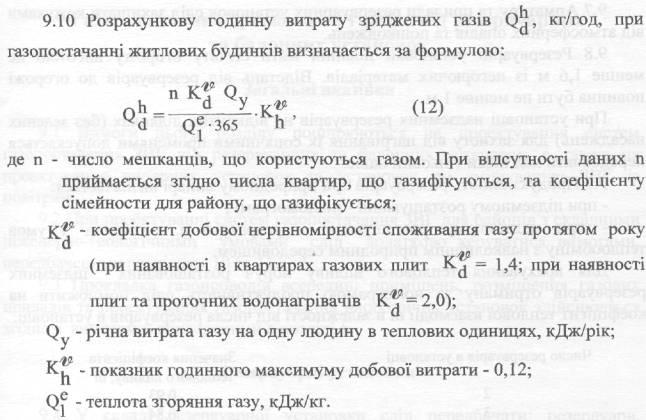 9.10 Розрахункову годинну витрату зріджених газів Q_d^h, кг/год, при
газопостачанні житлових будинків визначається за формулою:
Q_d^h = (n K_d^v Q_y) / (Q_l^e · 365) K_h^v, (12)
де n - число мешканців, що користуються газом. При відсутності даних n
приймається згідно числа квартир, що газифікуються, та коефіцієнту
сімейности для району, що газифікується;
K_d^v - коефіцієнт добової нерівномірності споживання газу протягом року
(при наявності в квартирах газових плит K_d^v = 1,4; при наявності
плит та проточних водонагрівачів K_d^v = 2,0);
Q_y - річна витрата газу на одну людину в теплових одиницях, кДж/рік;
K_h^v - показник годинного максимуму добової витрати - 0,12;
Q_l^e - теплота згоряння газу, кДж/кг.